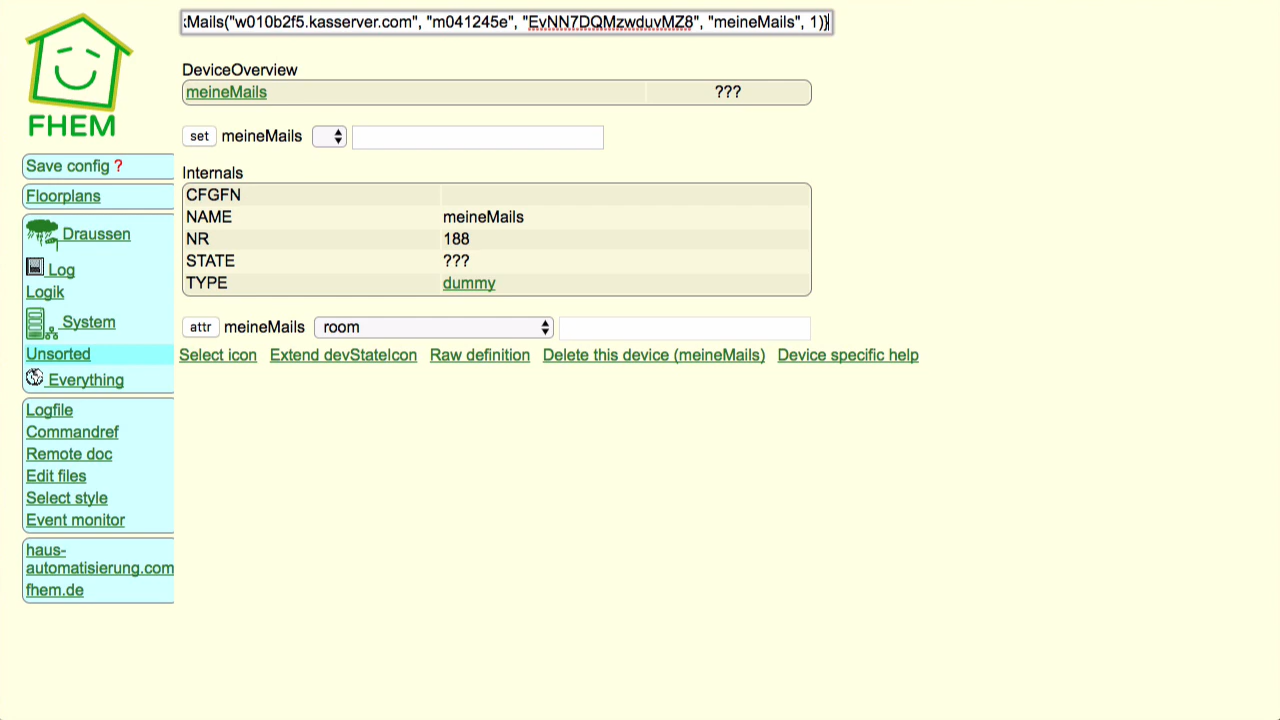 :Mails("w010b2f5.kasserver.com", "m041245e", "EvNN7DQMzwduvMZ8", "meineMails", 1)}
FHEM
Save config ?
Floorplans
Draussen
Log
Logik
System
Unsorted
Everything
Logfile
Commandref
Remote doc
Edit files
Select style
Event monitor
haus-
automatisierung.com
fhem.de
DeviceOverview
meineMails ???
set meineMails
Internals
CFGFN
NAME meineMails
NR 188
STATE ???
TYPE dummy
attr meineMails room
Select icon Extend devStateIcon Raw definition Delete this device (meineMails) Device specific help